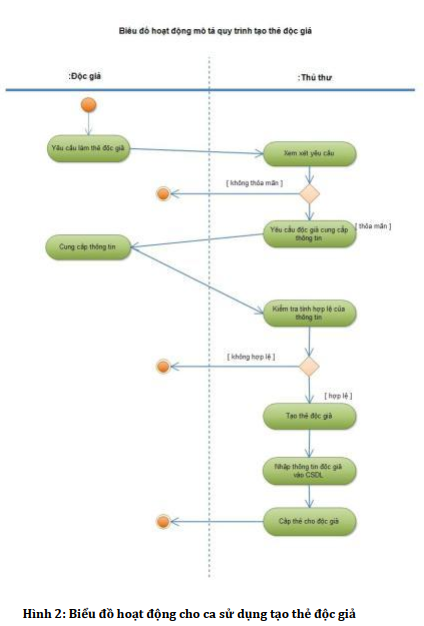 Biểu đồ hoạt động mô tả quy trình tạo thẻ độc giả
:Độc giả
:Thủ thư
Yêu cầu làm thẻ độc giả
Xem xét yêu cầu
[ không thỏa mãn ]
[ thỏa mãn ]
Yêu cầu độc giả cung cấp
thông tin
Cung cấp thông tin
Kiểm tra tính hợp lệ của
thông tin
[ không hợp lệ ]
[ hợp lệ ]
Tạo thẻ độc giả
Nhập thông tin độc giả
vào CSDL
Cấp thẻ cho độc giả
Hình 2: Biểu đồ hoạt động cho ca sử dụng tạo thẻ độc giả